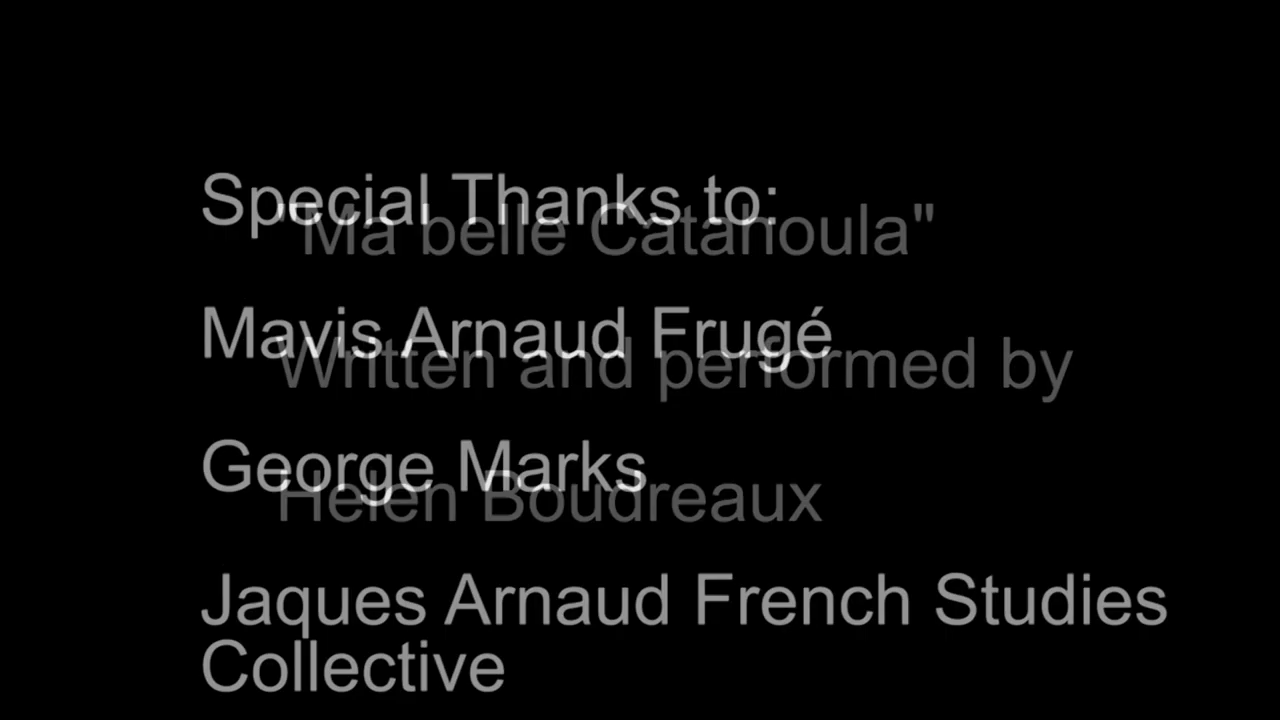 Special Thanks to:
"Ma belle Catahoula"
Mavis Arnaud Frugé
Written and performed by
George Marks
Helen Boudreaux
Jaques Arnaud French Studies
Collective